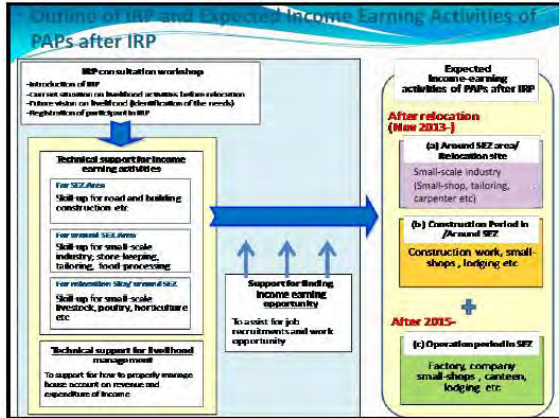 Outline of IRP and Expected Income Earning Activities of
PAPs after IRP
IRP consultation workshop
-Introduction of IRP
-Current situation on livelihood activities before relocation
-Future vision on livelihood (identification of the needs)
-Registration of participant in IRP
Technical support for income
earning activities
For SEZ Area
Skill-up for road and building
construction etc
For around SEZ Area
Skill-up for small-scale
industry, store-keeping,
tailoring, food-processing
For relocation Site/ around SEZ
Skill-up for small-scale
livestock, poultry, horticulture
etc
Technical support for livelihood
management
To support for how to properly manage
house account on revenue and
expenditure of income
Support for finding
income earning
opportunity
To assist for job
recruitments and work
opportunity
Expected
income-earning
activities of PAPs after IRP
After relocation
(Nov 2013-)
(a) Around SEZ area/
Relocation site
Small-scale industry
(Small-shop, tailoring,
carpenter etc)
(b) Construction Period in
/Around SEZ
Construction work, small-
shops , lodging etc
After 2015-
(c) Operation period in SEZ
Factory, company
small-shops , canteen,
lodging etc